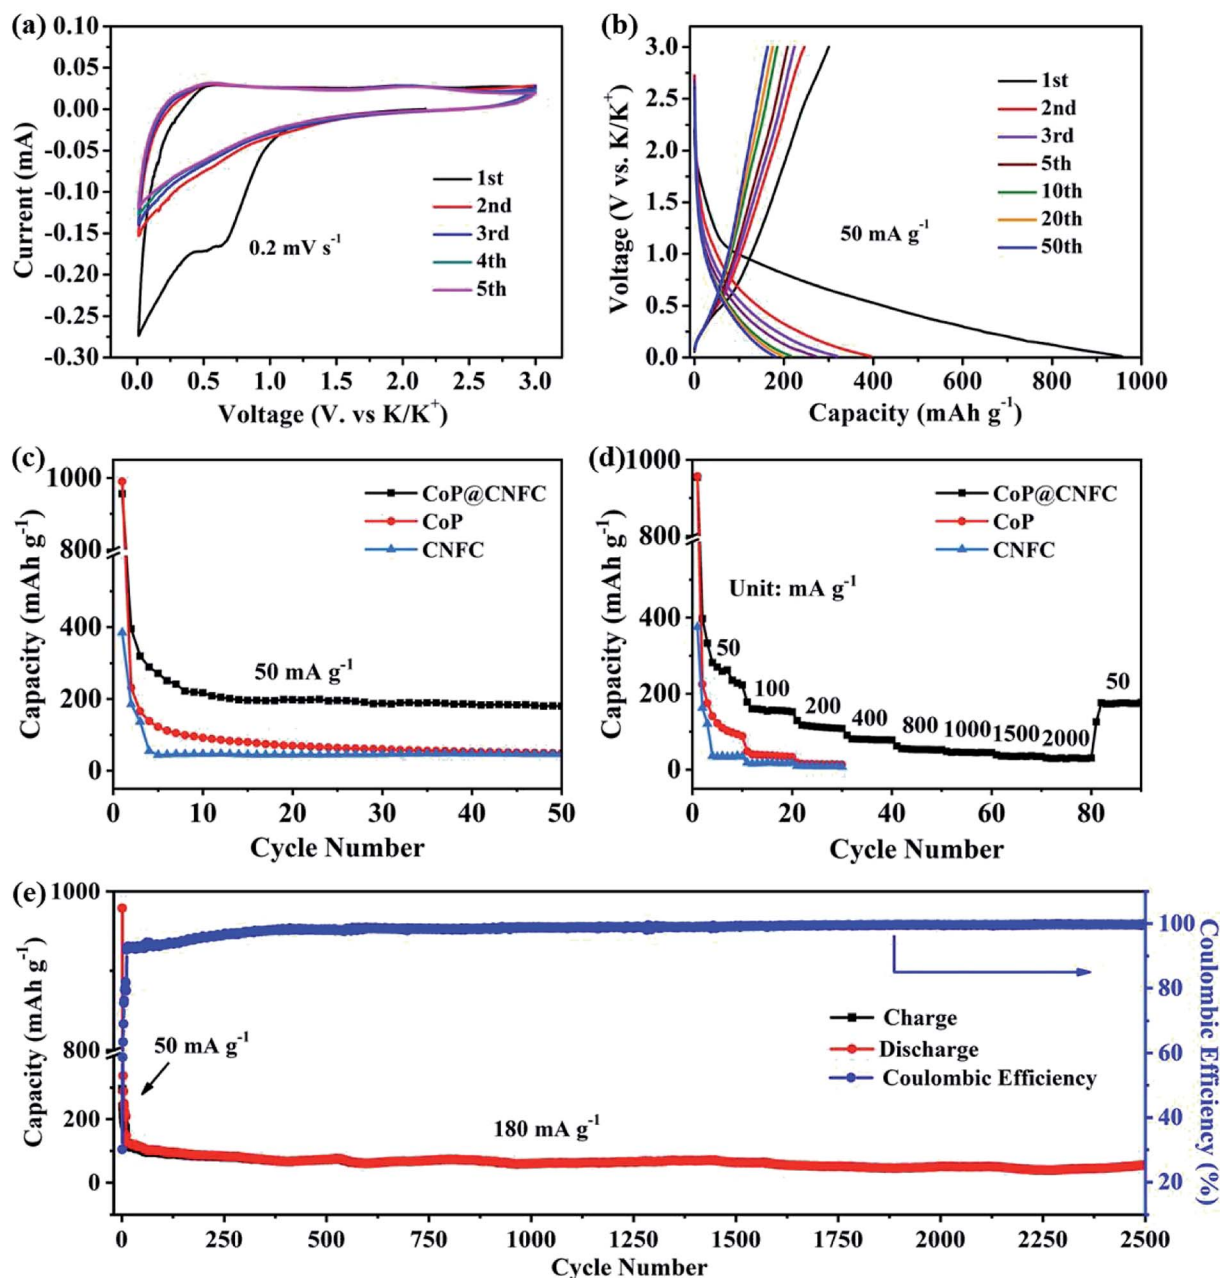 (a)
0.10
0.05
0.00
-0.05
-0.10
-0.15
-0.20
-0.25
-0.30
Current (mA)
1st
2nd
3rd
4th
5th
0.2 mV s⁻¹
0.0 0.5 1.0 1.5 2.0 2.5 3.0
Voltage (V. vs K/K⁺)
(b)
3.0
2.5
2.0
1.5
1.0
0.5
0.0
Voltage (V vs. K/K⁺)
1st
2nd
3rd
5th
10th
20th
50th
50 mA g⁻¹
0 200 400 600 800 1000
Capacity (mAh g⁻¹)
(c)
1000
800
400
200
0
Capacity (mAh g⁻¹)
CoP@CNFC
CoP
CNFC
50 mA g⁻¹
0 10 20 30 40 50
Cycle Number
(d)
1000
800
400
200
0
Capacity (mAh g⁻¹)
CoP@CNFC
CoP
CNFC
Unit: mA g⁻¹
50 100 200 400 800 1000 1500 2000 50
0 20 40 60 80
Cycle Number
(e)
1000
800
200
0
Capacity (mAh g⁻¹)
50 mA g⁻¹
180 mA g⁻¹
Charge
Discharge
Coulombic Efficiency
100
80
60
40
20
Coulombic Efficiency (%)
0 250 500 750 1000 1250 1500 1750 2000 2250 2500
Cycle Number